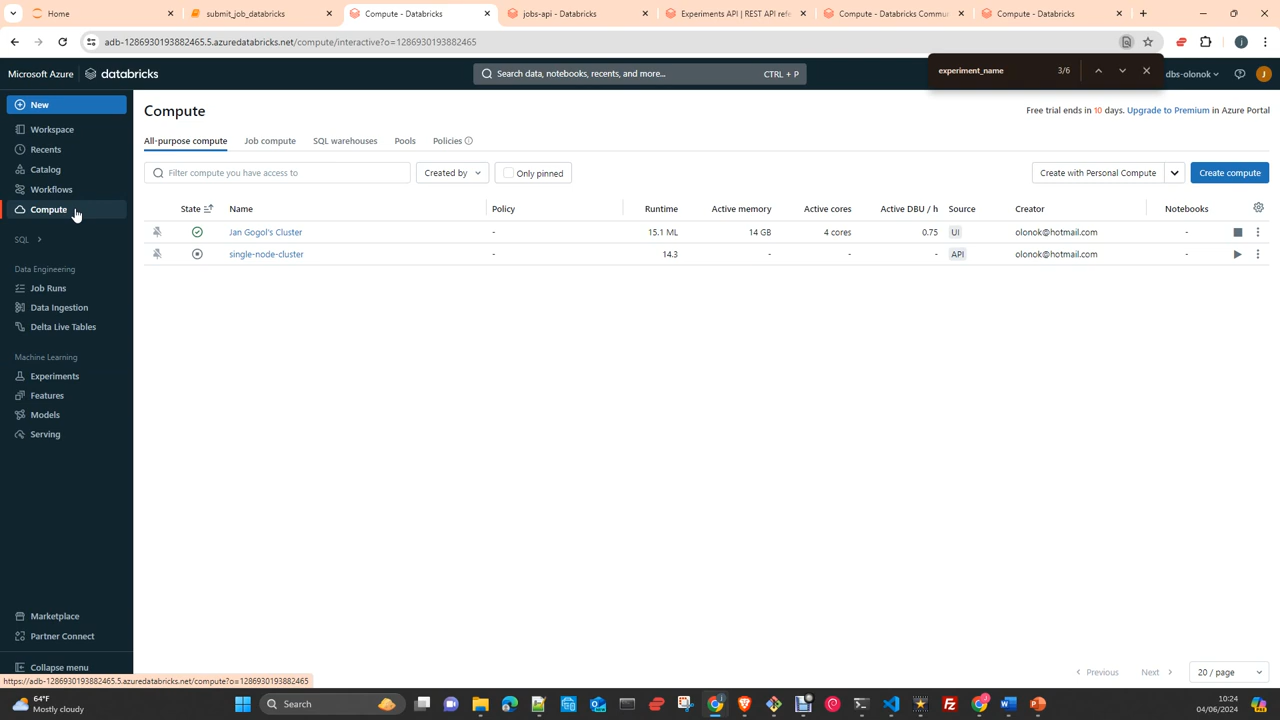 Home
submit_job_databricks
Compute - Databricks
jobs-api - Databricks
Experiments API | REST API refe
Compute - Databricks Commu
Compute - Databricks
adb-1286930193882465.5.azuredatabricks.net/compute/interactive?o=1286930193882465
experiment_name 3/6
Microsoft Azure databricks
Search data, notebooks, recents, and more... CTRL + P
dbs-olonok
J
New
Workspace
Recents
Catalog
Workflows
Compute
SQL
Data Engineering
Job Runs
Data Ingestion
Delta Live Tables
Machine Learning
Experiments
Features
Models
Serving
Marketplace
Partner Connect
Collapse menu
Compute
Free trial ends in 10 days. Upgrade to Premium in Azure Portal
All-purpose compute Job compute SQL warehouses Pools Policies
Filter compute you have access to
Created by
Only pinned
Create with Personal Compute
Create compute
State Name Policy Runtime Active memory Active cores Active DBU / h Source Creator Notebooks
Jan Gogol's Cluster - 15.1 ML 14 GB 4 cores 0.75 UI olonok@hotmail.com -
single-node-cluster - 14.3 - - - API olonok@hotmail.com -
Previous Next 20 / page
https://adb-1286930193882465.5.azuredatabricks.net/compute?o=1286930193882465
64°F
Mostly cloudy
Search
10:24
04/06/2024